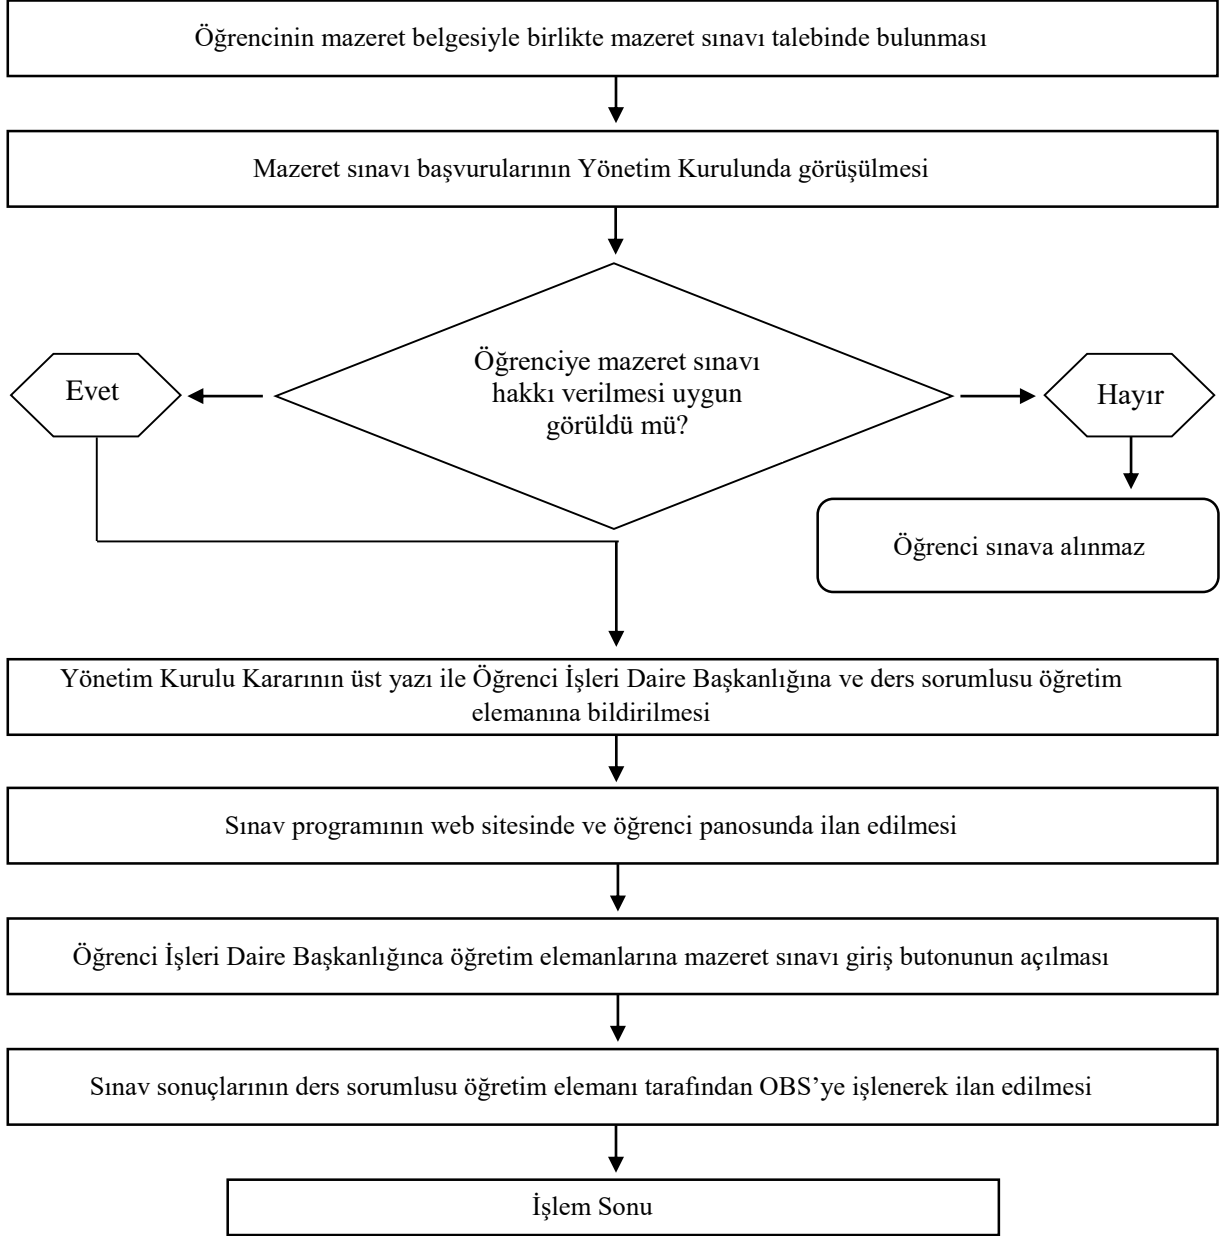 Öğrencinin mazeret belgesiyle birlikte mazeret sınavı talebinde bulunması
Mazeret sınavı başvurularının Yönetim Kurulunda görüşülmesi
Öğrenciye mazeret sınavı
hakkı verilmesi uygun
görüldü mü?
Evet
Hayır
Öğrenci sınava alınmaz
Yönetim Kurulu Kararının üst yazı ile Öğrenci İşleri Daire Başkanlığına ve ders sorumlusu öğretim
elemanına bildirilmesi
Sınav programının web sitesinde ve öğrenci panosunda ilan edilmesi
Öğrenci İşleri Daire Başkanlığınca öğretim elemanlarına mazeret sınavı giriş butonunun açılması
Sınav sonuçlarının ders sorumlusu öğretim elemanı tarafından OBS’ye işlenerek ilan edilmesi
İşlem Sonu